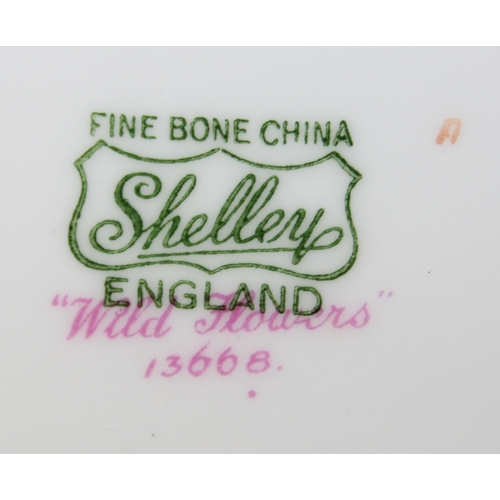 FINE BONE CHINA
Shelley
ENGLAND
"Wild Flowers"
13668.